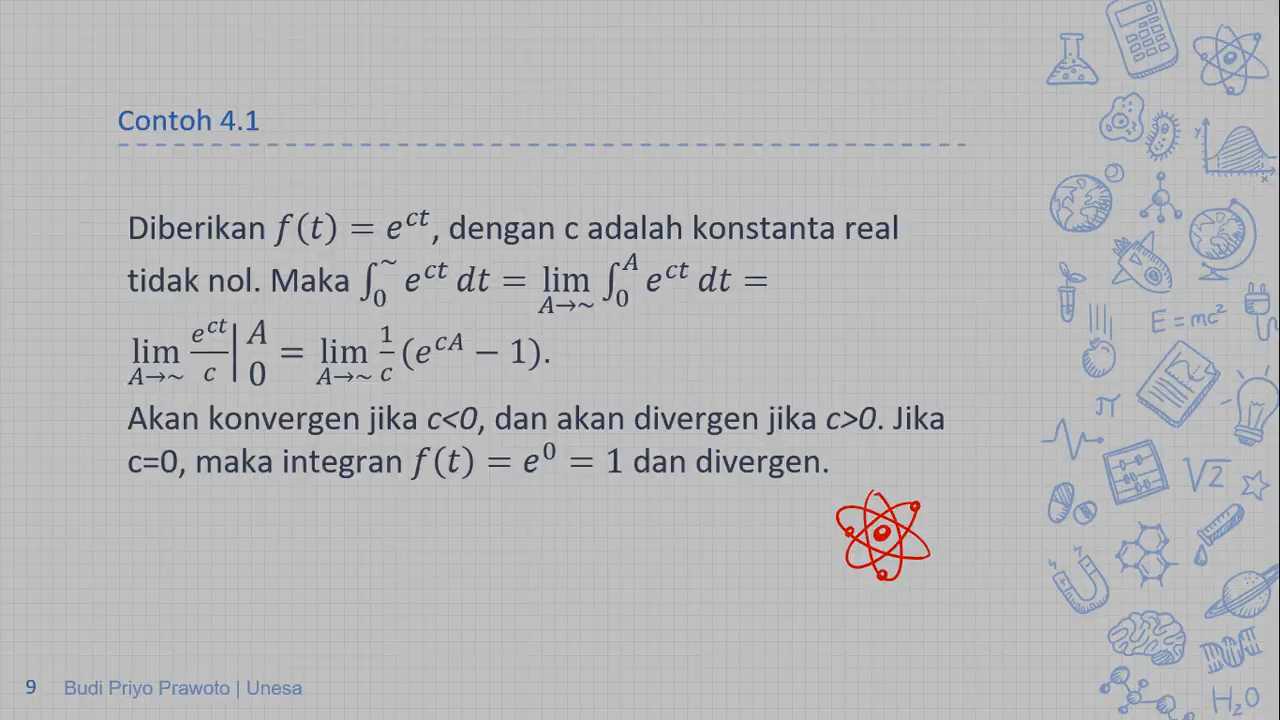 Contoh 4.1
Diberikan f(t) = e^{ct}, dengan c adalah konstanta real
tidak nol. Maka ∫_0^~ e^{ct} dt = lim_{A→~} ∫_0^A e^{ct} dt =
lim_{A→~} e^{ct}/c |_0^A = lim_{A→~} 1/c (e^{cA} − 1).
Akan konvergen jika c<0, dan akan divergen jika c>0. Jika
c=0, maka integran f(t) = e^0 = 1 dan divergen.
y
x
E = mc²
π
√2
H₂O
9 Budi Priyo Prawoto | Unesa